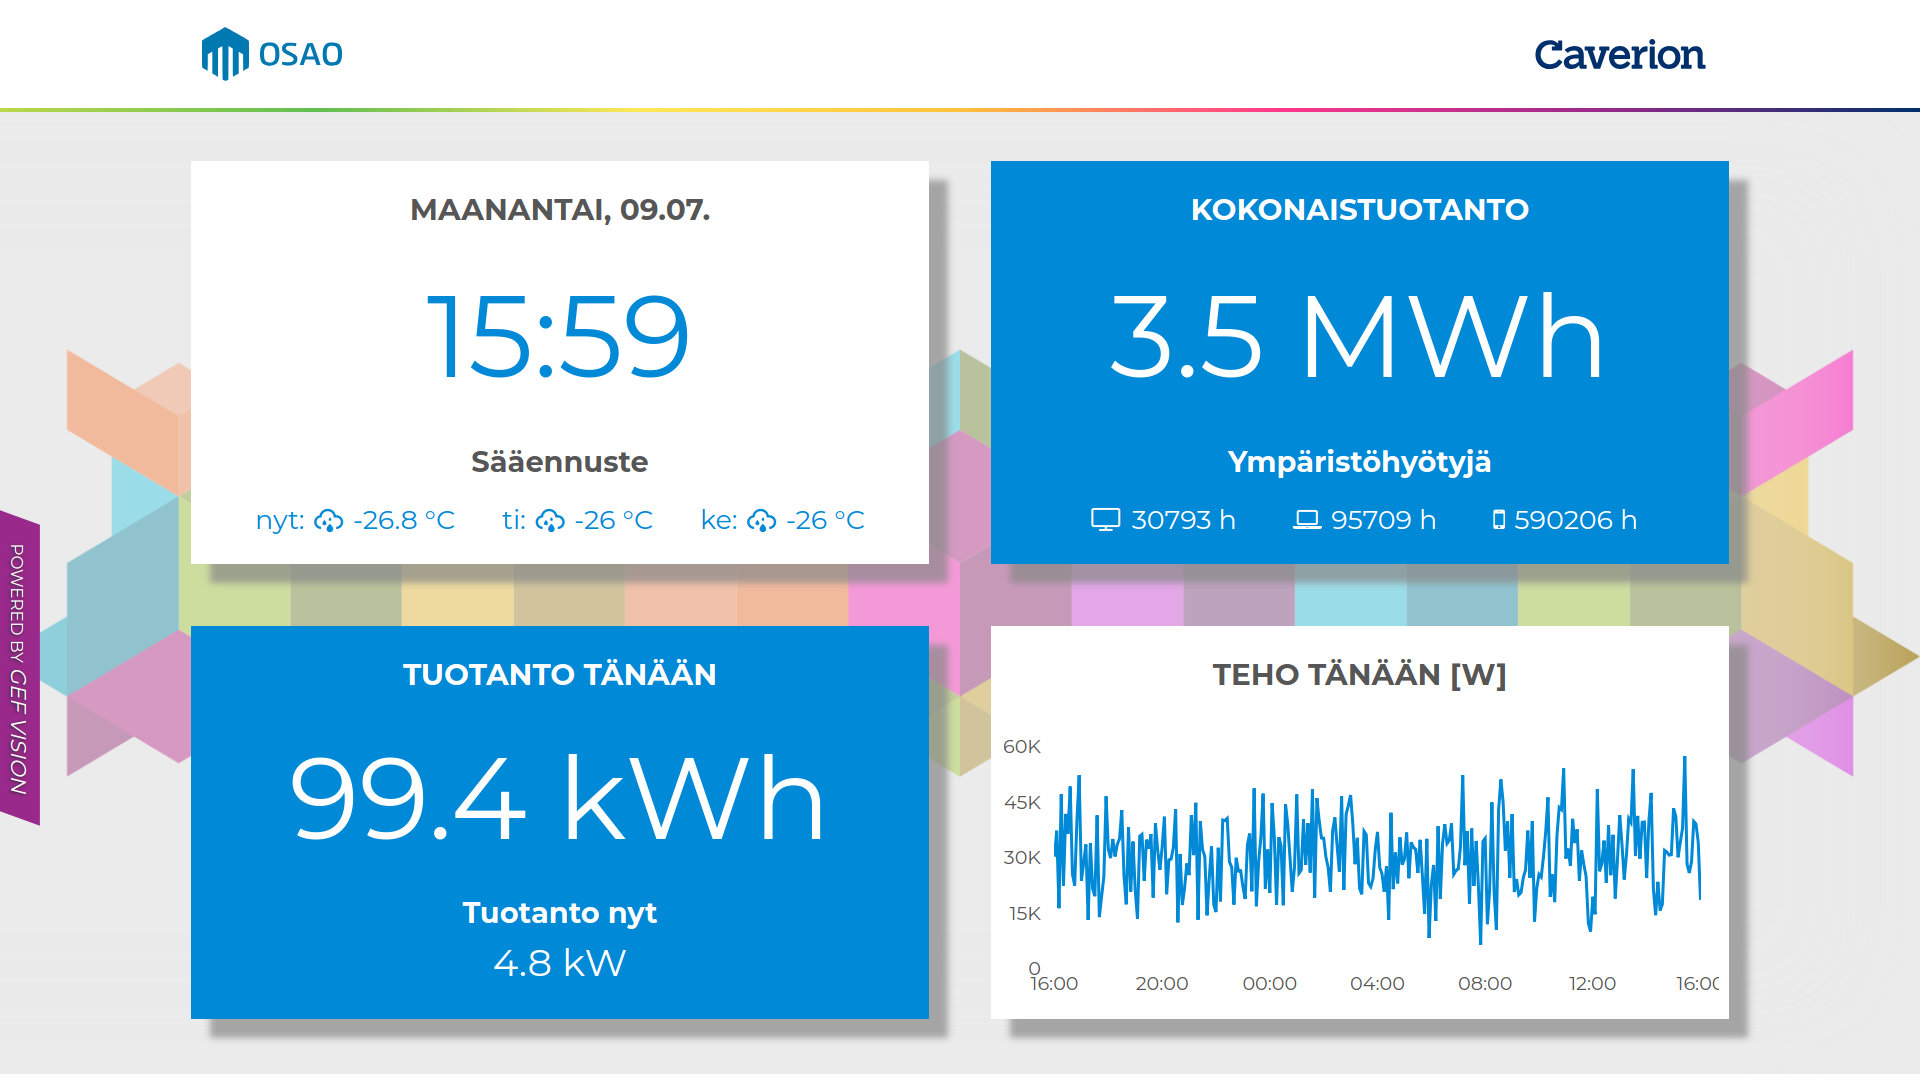 OSAO
Caverion
MAANANTAI, 09.07.
15:59
Sääennuste
nyt: -26.8 °C ti: -26 °C ke: -26 °C
KOKONAISTUOTANTO
3.5 MWh
Ympäristöhyötyjä
30793 h 95709 h 590206 h
POWERED BY GEF VISION
TUOTANTO TÄNÄÄN
99.4 kWh
Tuotanto nyt
4.8 kW
TEHO TÄNÄÄN [W]
60K
45K
30K
15K
0
16:00 20:00 00:00 04:00 08:00 12:00 16:00